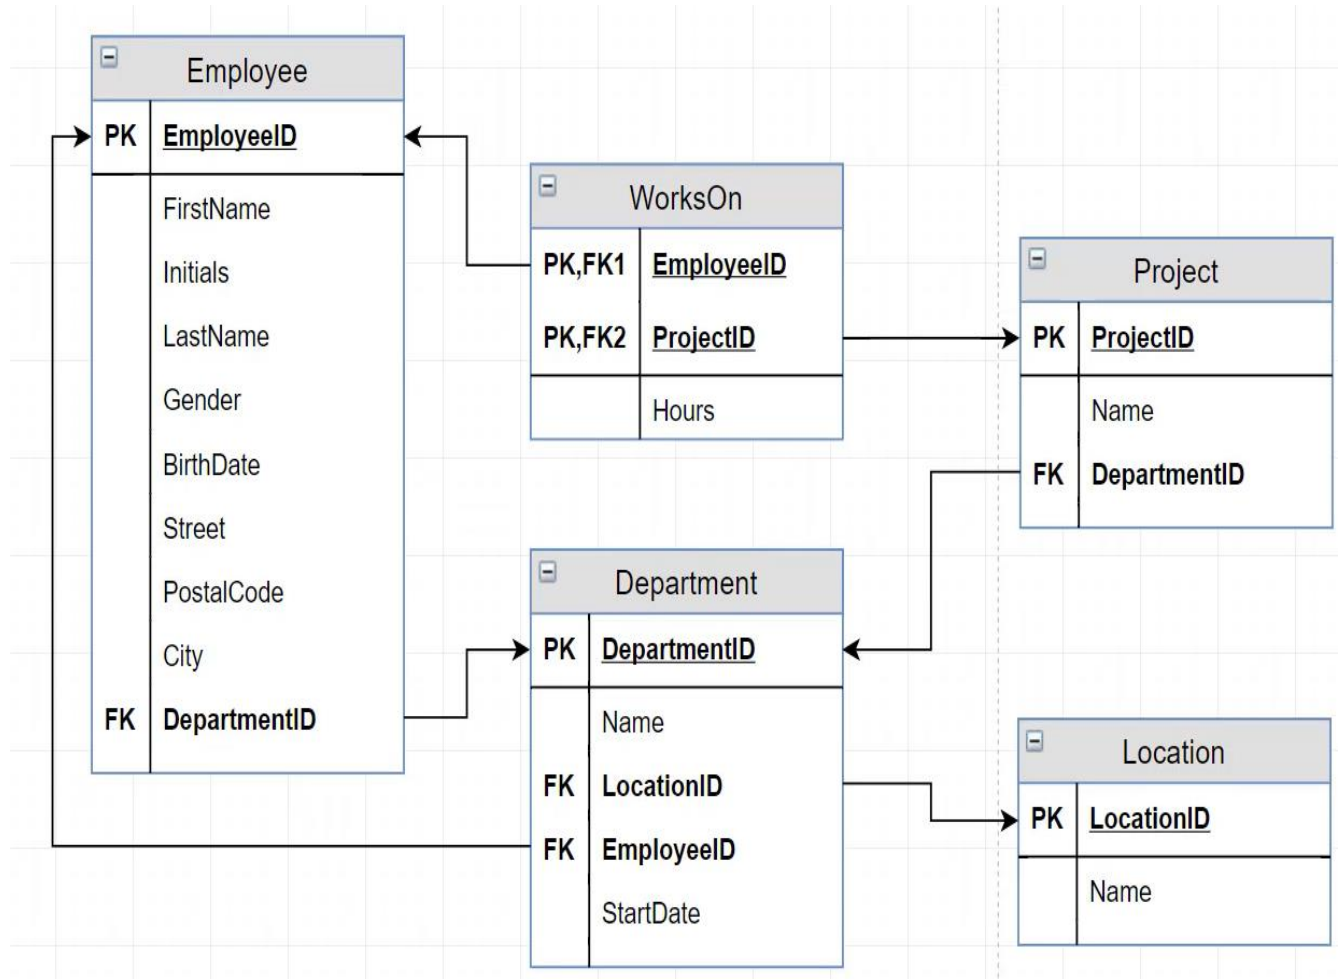 Employee
PK EmployeeID
FirstName
Initials
LastName
Gender
BirthDate
Street
PostalCode
City
FK DepartmentID
WorksOn
PK,FK1 EmployeeID
PK,FK2 ProjectID
Hours
Project
PK ProjectID
Name
FK DepartmentID
Department
PK DepartmentID
Name
FK LocationID
FK EmployeeID
StartDate
Location
PK LocationID
Name